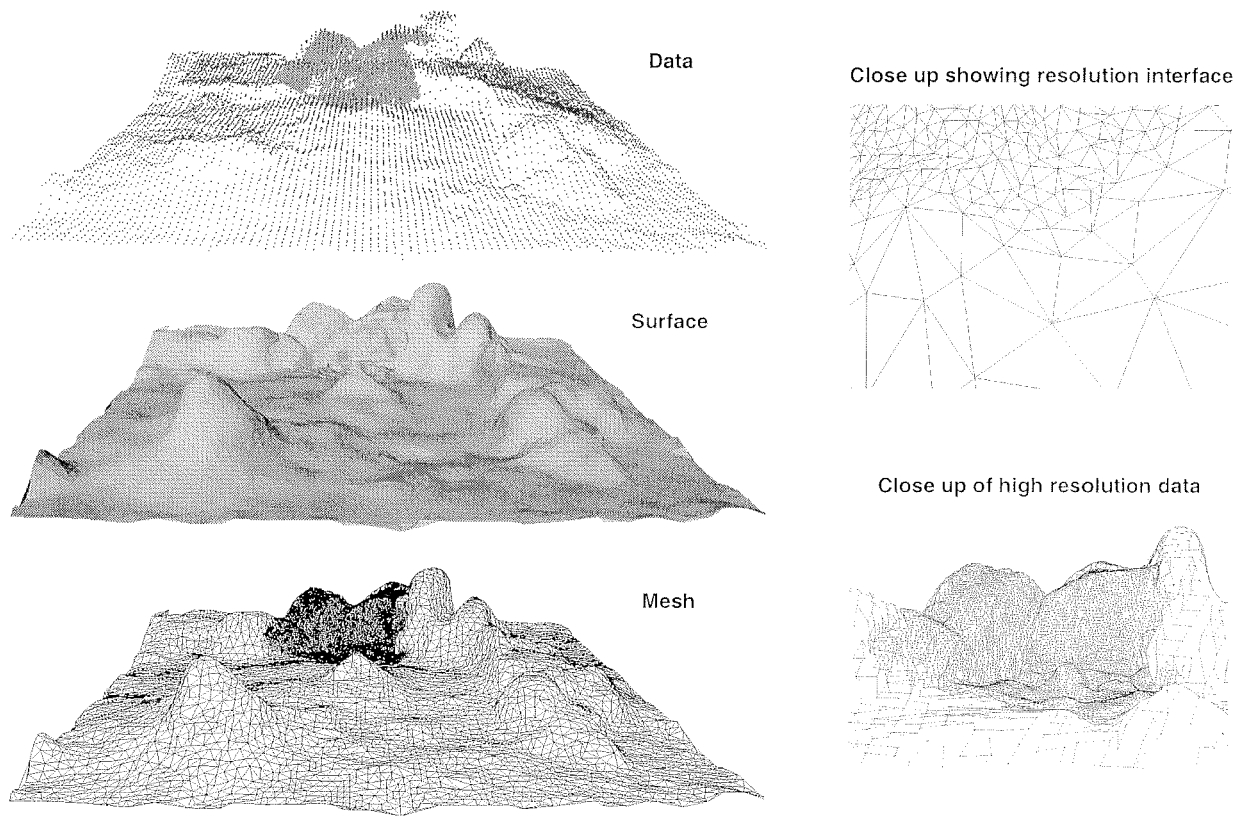 Data
Close up showing resolution interface
Surface
Close up of high resolution data
Mesh